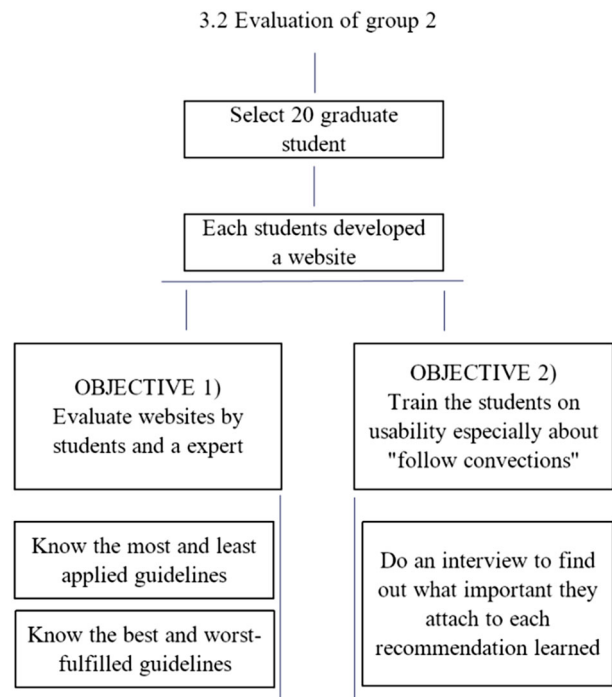 3.2 Evaluation of group 2
Select 20 graduate
student
Each students developed
a website
OBJECTIVE 1)
Evaluate websites by
students and a expert
Know the most and least
applied guidelines
Know the best and worst-
fulfilled guidelines
OBJECTIVE 2)
Train the students on
usability especially about
"follow convections"
Do an interview to find
out what important they
attach to each
recommendation learned